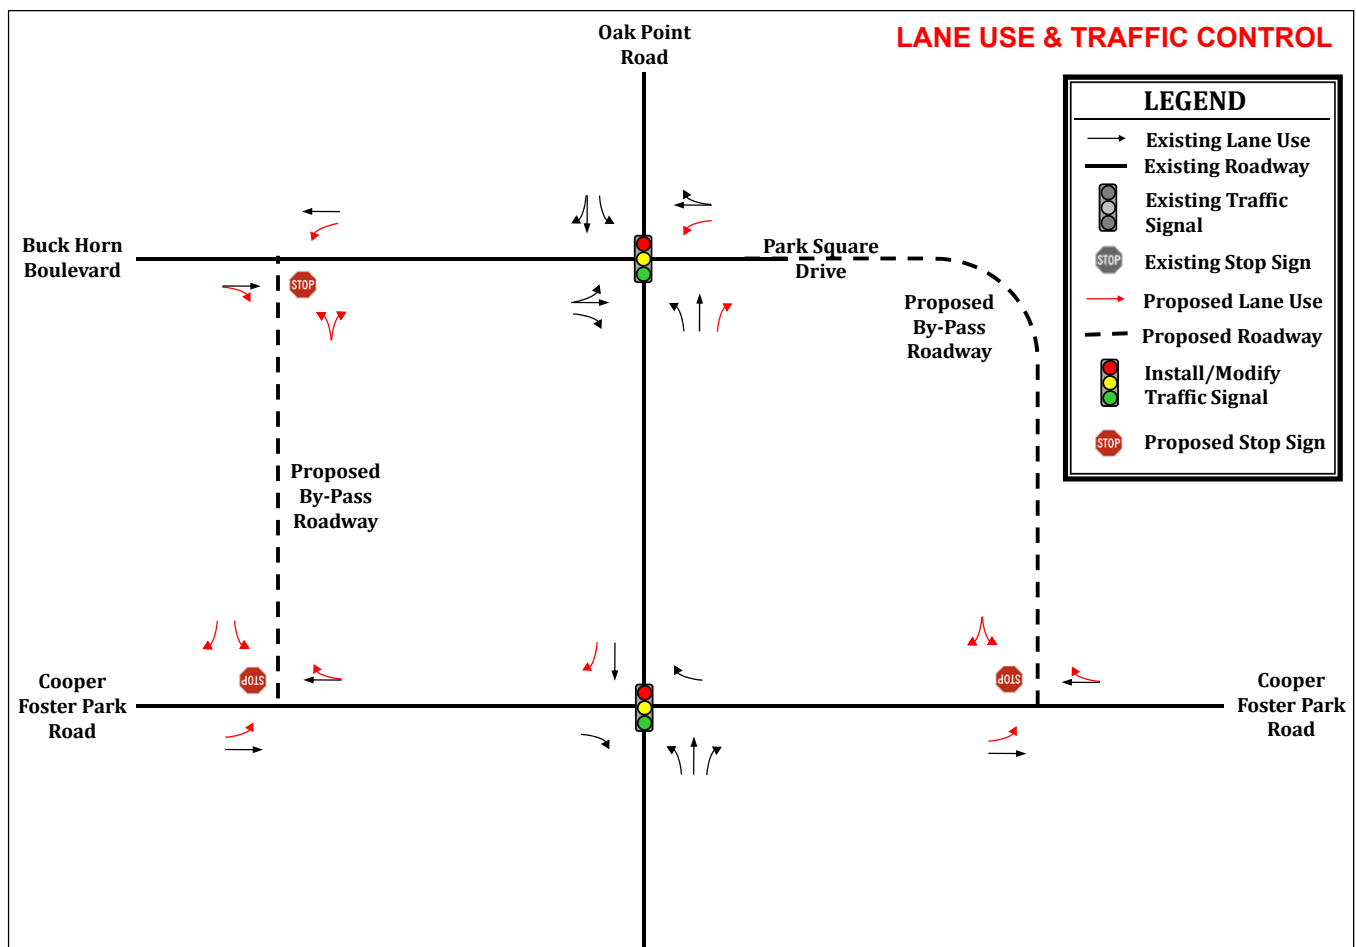 Oak Point
Road
LANE USE & TRAFFIC CONTROL
LEGEND
Existing Lane Use
Existing Roadway
Existing Traffic
Signal
STOP
Existing Stop Sign
Proposed Lane Use
Proposed Roadway
Install/Modify
Traffic Signal
STOP
Proposed Stop Sign
Buck Horn
Boulevard
STOP
Park Square
Drive
Proposed
By-Pass
Roadway
Proposed
By-Pass
Roadway
Cooper
Foster Park
Road
STOP
STOP
Cooper
Foster Park
Road